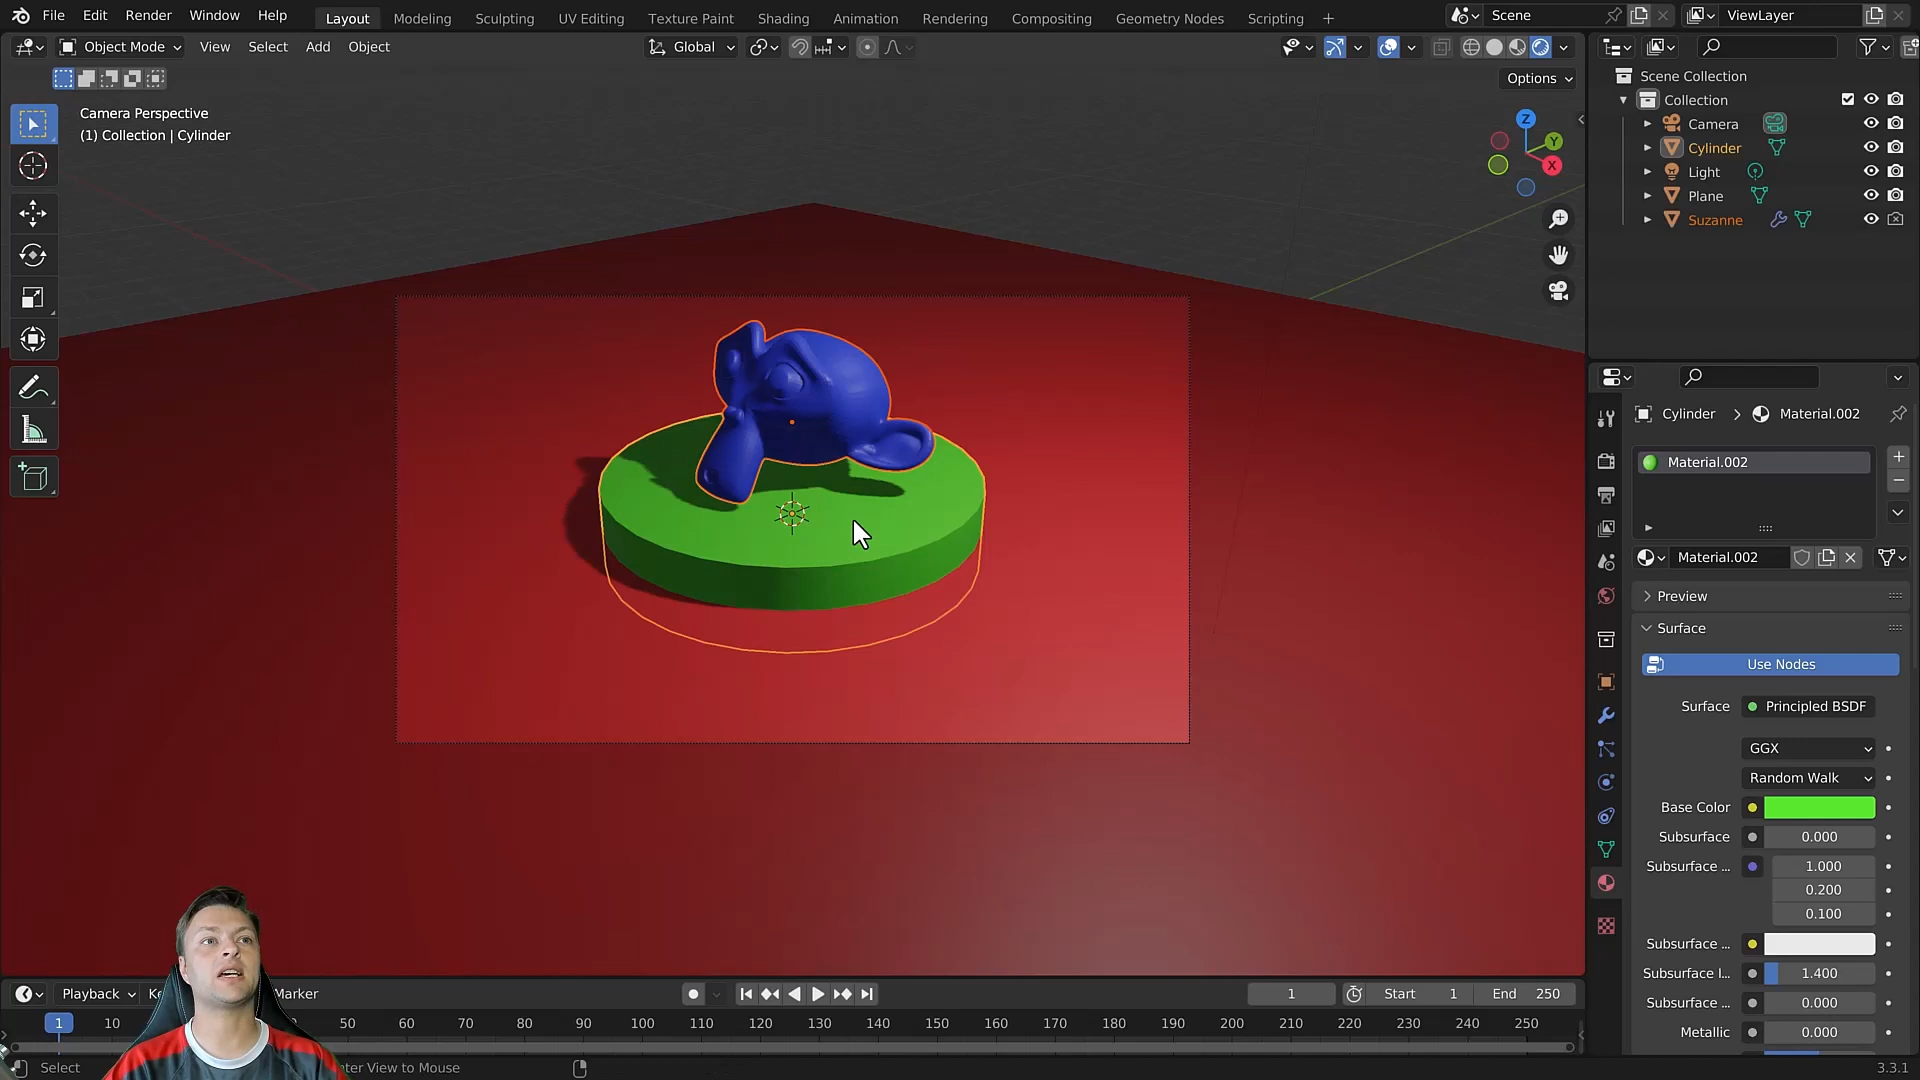 File Edit Render Window Help Layout Modeling Sculpting UV Editing Texture Paint Shading Animation Rendering Compositing Geometry Nodes Scripting + Scene ViewLayer
Object Mode View Select Add Object Global
Options
Camera Perspective
(1) Collection | Cylinder
Z
Y
X
Scene Collection
Collection
Camera
Cylinder
Light
Plane
Suzanne
Cylinder > Material.002
Material.002
Material.002
Preview
Surface
Use Nodes
Surface Principled BSDF
GGX
Random Walk
Base Color
Subsurface 0.000
Subsurface ... 1.000
0.200
0.100
Subsurface ...
Subsurface I... 1.400
Subsurface ... 0.000
Metallic 0.000
Playback Marker 1 Start 1 End 250
1 10 50 60 70 80 90 100 110 120 130 140 150 160 170 180 190 200 210 220 230 240 250
Select View to Mouse 3.3.1